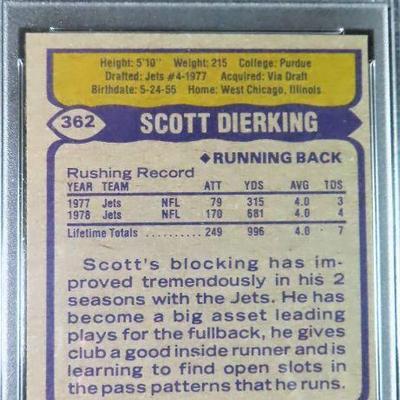 Height: 5'10" Weight: 215 College: Purdue
Drafted: Jets #4-1977 Acquired: Via Draft
Birthdate: 5-24-55 Home: West Chicago, Illinois
362 SCOTT DIERKING
◆RUNNING BACK
Rushing Record
YEAR TEAM ATT YDS AVG TDS
1977 Jets NFL 79 315 4.0 3
1978 Jets NFL 170 681 4.0 4
Lifetime Totals .......... 249 996 4.0 7
Scott's blocking has im-
proved tremendously in his 2
seasons with the Jets. He has
become a big asset leading
plays for the fullback, he gives
club a good inside runner and is
learning to find open slots in
the pass patterns that he runs.